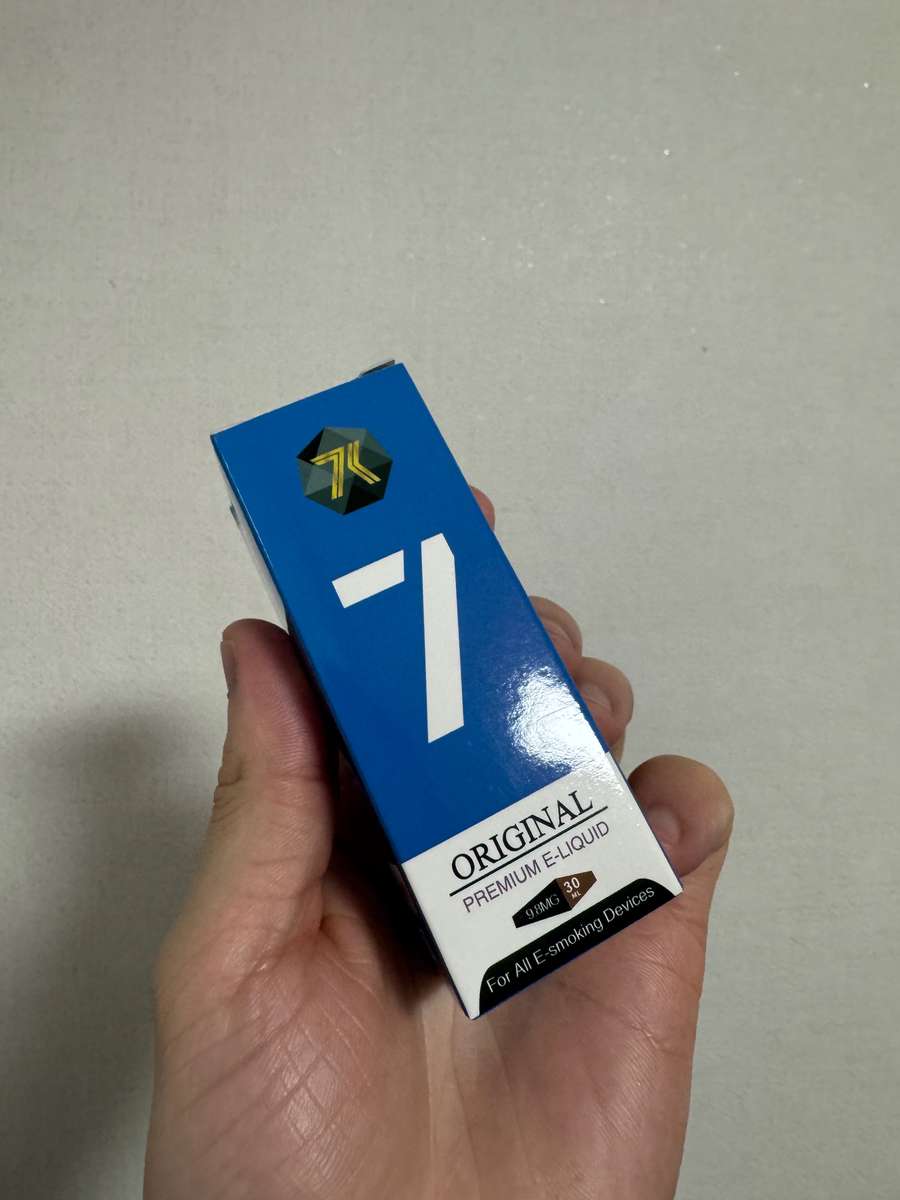 7
ORIGINAL
PREMIUM E-LIQUID
9.8MG 30 ML
For All E-smoking Devices